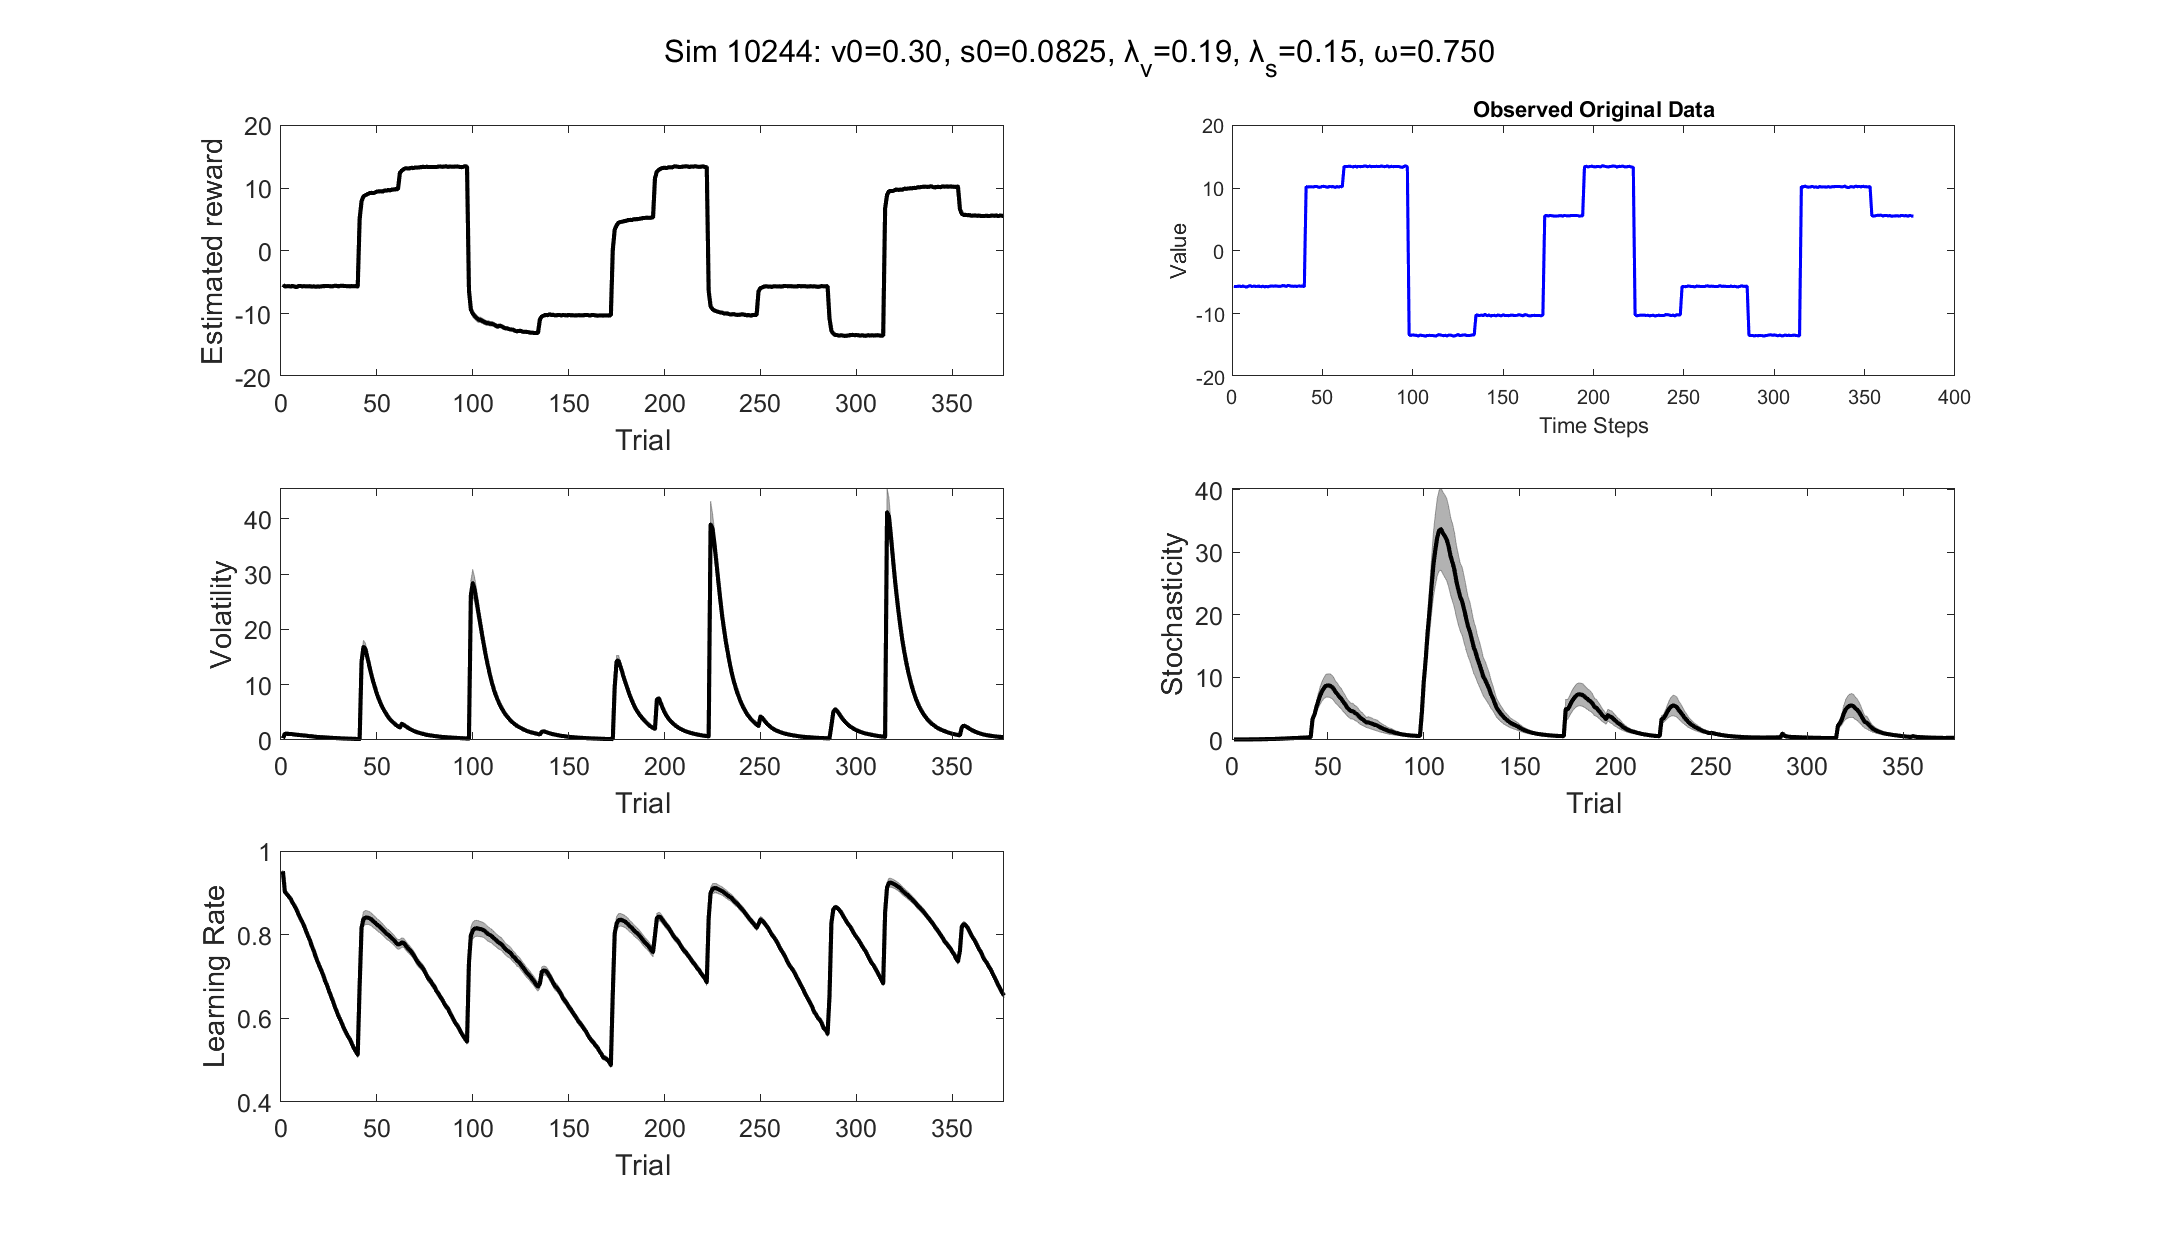 Sim 10244: v0=0.30, s0=0.0825, λv=0.19, λs=0.15, ω=0.750
Estimated reward
20
10
0
-10
-20
0 50 100 150 200 250 300 350
Trial
Observed Original Data
Value
20
10
0
-10
-20
0 50 100 150 200 250 300 350 400
Time Steps
Volatility
40
30
20
10
0
0 50 100 150 200 250 300 350
Trial
Stochasticity
40
30
20
10
0
0 50 100 150 200 250 300 350
Trial
Learning Rate
1
0.8
0.6
0.4
0 50 100 150 200 250 300 350
Trial